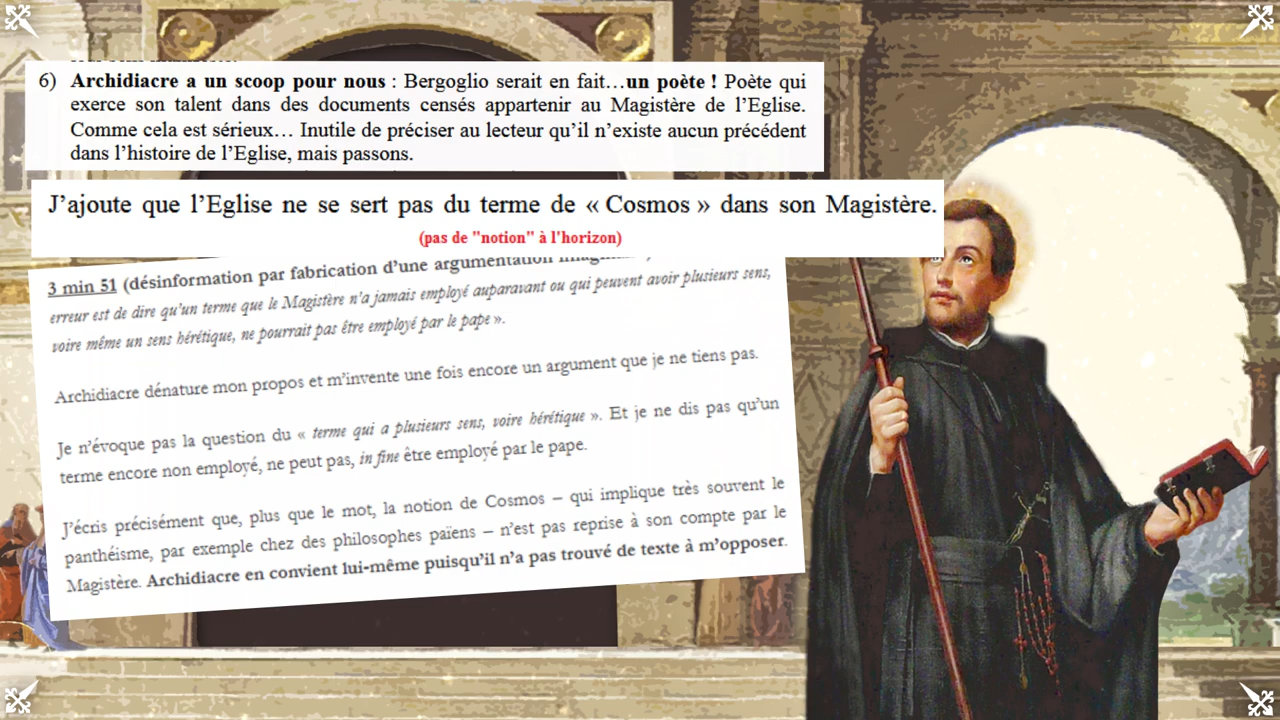 6) Archidiacre a un scoop pour nous : Bergoglio serait en fait…un poète ! Poète qui
exerce son talent dans des documents censés appartenir au Magistère de l’Eglise.
Comme cela est sérieux… Inutile de préciser au lecteur qu’il n’existe aucun précédent
dans l’histoire de l’Eglise, mais passons.
J’ajoute que l’Eglise ne se sert pas du terme de « Cosmos » dans son Magistère.
(pas de "notion" à l'horizon)
3 min 51 (désinformation par fabrication d’une argumentation
erreur est de dire qu’un terme que le Magistère n’a jamais employé auparavant ou qui peuvent avoir plusieurs sens,
voire même un sens hérétique, ne pourrait pas être employé par le pape ».
Archidiacre dénature mon propos et m’invente une fois encore un argument que je ne tiens pas.
Je n’évoque pas la question du « terme qui a plusieurs sens, voire hérétique ». Et je ne dis pas qu’un
terme encore non employé, ne peut pas, in fine être employé par le pape.
J’écris précisément que, plus que le mot, la notion de Cosmos – qui implique très souvent le
panthéisme, par exemple chez des philosophes païens – n’est pas reprise à son compte par le
Magistère. Archidiacre en convient lui-même puisqu’il n’a pas trouvé de texte à m’opposer.